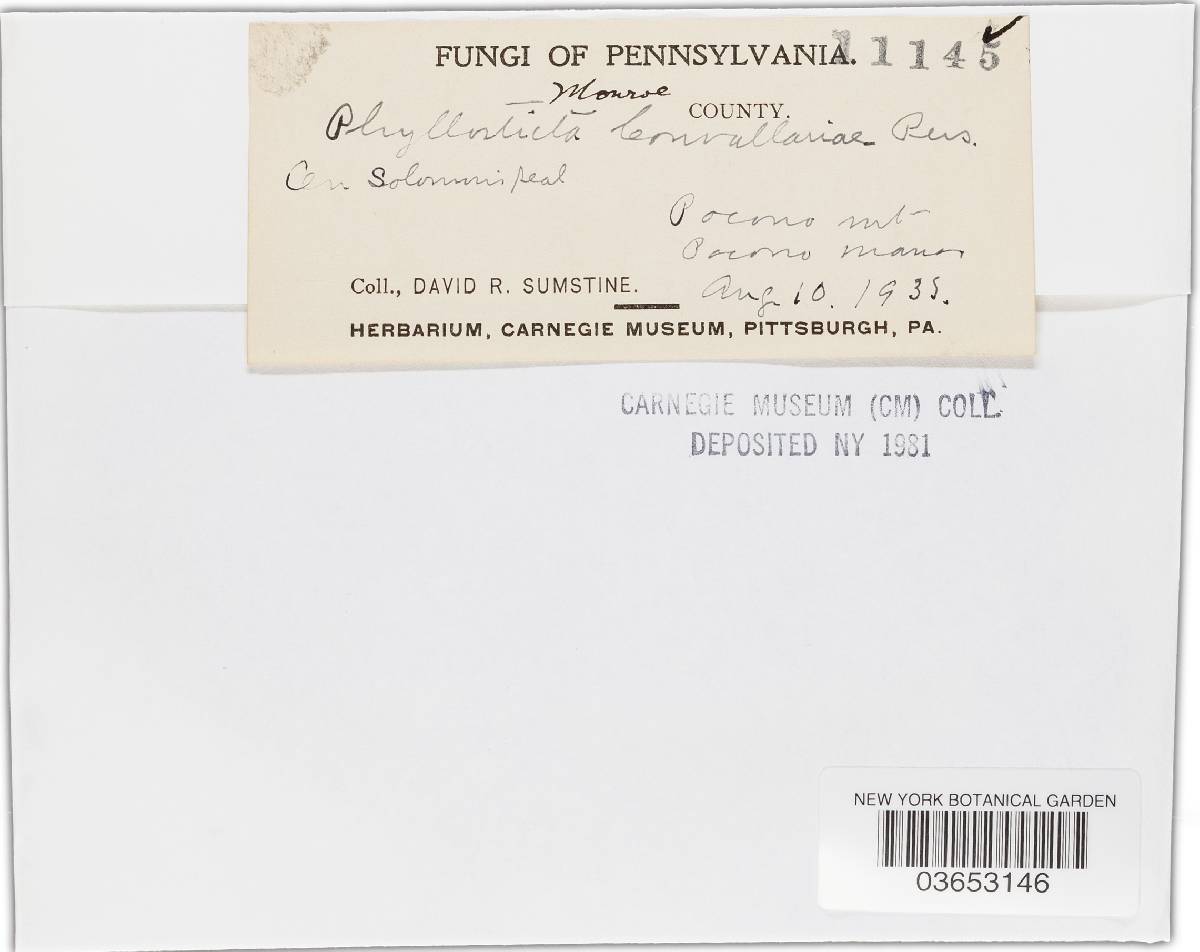 FUNGI OF PENNSYLVANIA. 11145
Monroe COUNTY.
Phyllosticta Convallariae Pers.
On Solomon's seal
Pocono mt
Pocono manor
Coll., DAVID R. SUMSTINE. Aug 10. 1935.
HERBARIUM, CARNEGIE MUSEUM, PITTSBURGH, PA.
CARNEGIE MUSEUM (CM) COLL.
DEPOSITED NY 1981
NEW YORK BOTANICAL GARDEN
03653146